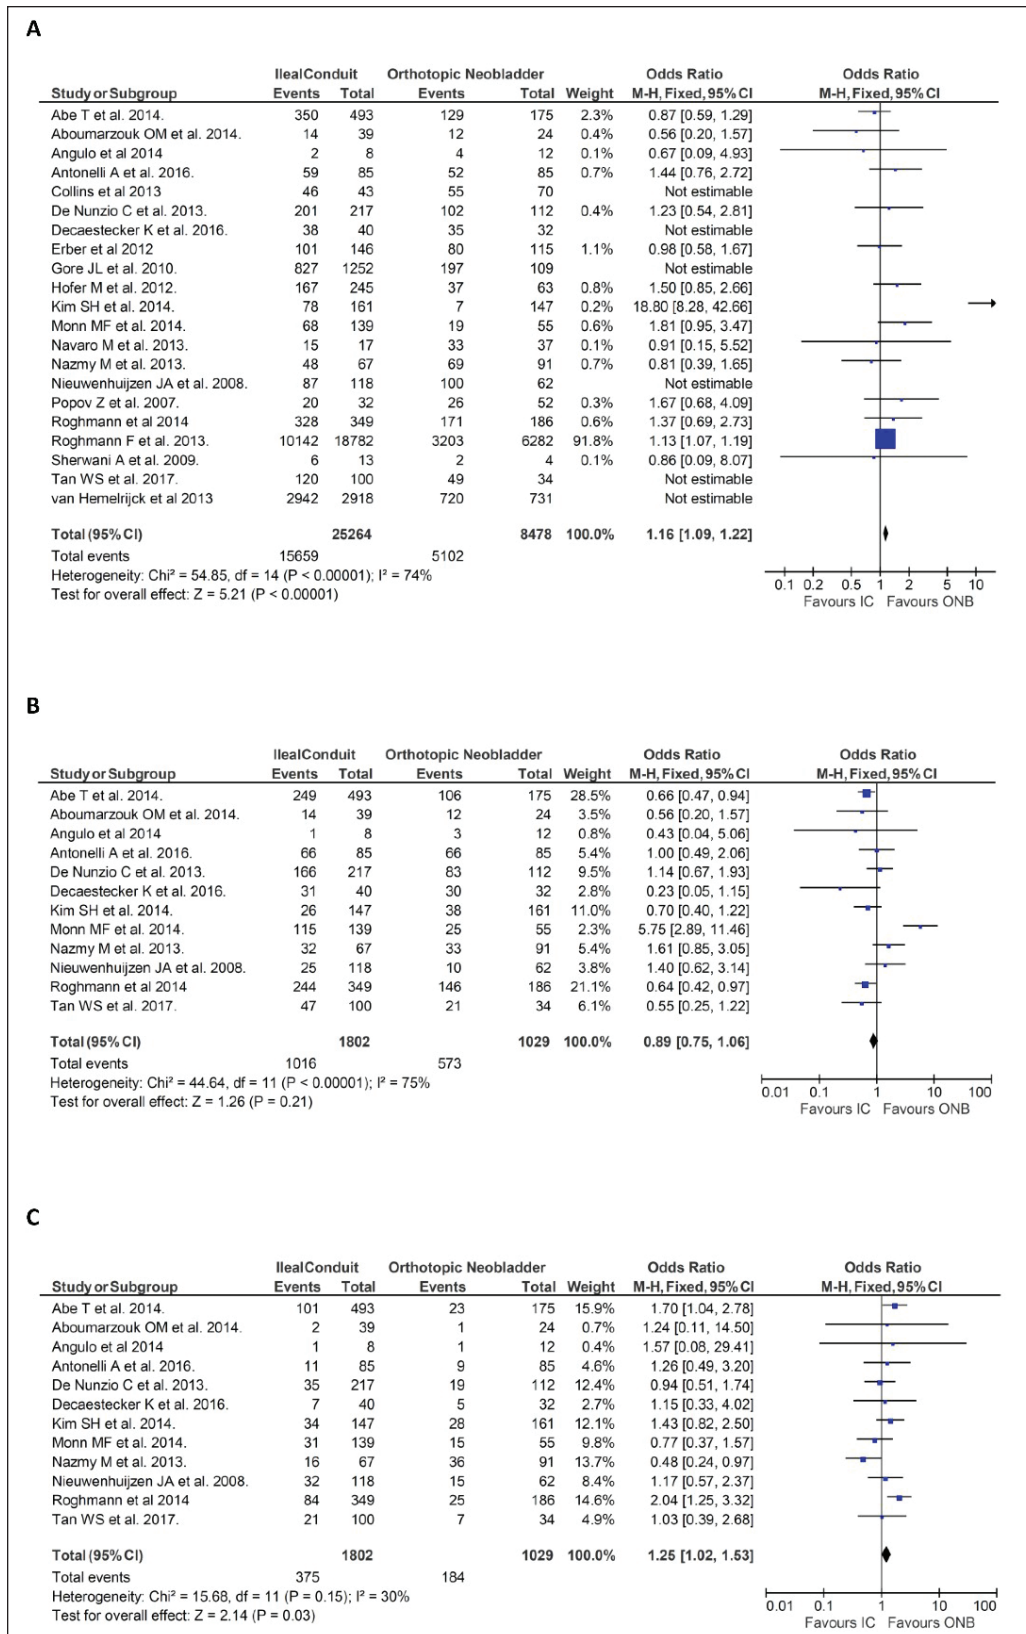 A
IlealConduit Orthotopic Neobladder Odds Ratio Odds Ratio
Study or Subgroup Events Total Events Total Weight M-H, Fixed, 95% CI M-H, Fixed, 95% CI
Abe T et al. 2014. 350 493 129 175 2.3% 0.87 [0.59, 1.29]
Aboumarzouk OM et al. 2014. 14 39 12 24 0.4% 0.56 [0.20, 1.57]
Angulo et al 2014 2 8 4 12 0.1% 0.67 [0.09, 4.93]
Antonelli A et al. 2016. 59 85 52 85 0.7% 1.44 [0.76, 2.72]
Collins et al 2013 46 43 55 70 Not estimable
De Nunzio C et al. 2013. 201 217 102 112 0.4% 1.23 [0.54, 2.81]
Decaestecker K et al. 2016. 38 40 35 32 Not estimable
Erber et al 2012 101 146 80 115 1.1% 0.98 [0.58, 1.67]
Gore JL et al. 2010. 827 1252 197 109 Not estimable
Hofer M et al. 2012. 167 245 37 63 0.8% 1.50 [0.85, 2.66]
Kim SH et al. 2014. 78 161 7 147 0.2% 18.80 [8.28, 42.66]
Monn MF et al. 2014. 68 139 19 55 0.6% 1.81 [0.95, 3.47]
Navaro M et al. 2013. 15 17 33 37 0.1% 0.91 [0.15, 5.52]
Nazmy M et al. 2013. 48 67 69 91 0.7% 0.81 [0.39, 1.65]
Nieuwenhuijzen JA et al. 2008. 87 118 100 62 Not estimable
Popov Z et al. 2007. 20 32 26 52 0.3% 1.67 [0.68, 4.09]
Roghmann et al 2014 328 349 171 186 0.6% 1.37 [0.69, 2.73]
Roghmann F et al. 2013. 10142 18782 3203 6282 91.8% 1.13 [1.07, 1.19]
Sherwani A et al. 2009. 6 13 2 4 0.1% 0.86 [0.09, 8.07]
Tan WS et al. 2017. 120 100 49 34 Not estimable
van Hemelrijck et al 2013 2942 2918 720 731 Not estimable
Total (95% CI) 25264 8478 100.0% 1.16 [1.09, 1.22]
Total events 15659 5102
Heterogeneity: Chi² = 54.85, df = 14 (P < 0.00001); I² = 74%
Test for overall effect: Z = 5.21 (P < 0.00001)
0.1 0.2 0.5 1 2 5 10
Favours IC Favours ONB
B
IlealConduit Orthotopic Neobladder Odds Ratio Odds Ratio
Study or Subgroup Events Total Events Total Weight M-H, Fixed, 95% CI M-H, Fixed, 95% CI
Abe T et al. 2014. 249 493 106 175 28.5% 0.66 [0.47, 0.94]
Aboumarzouk OM et al. 2014. 14 39 12 24 3.5% 0.56 [0.20, 1.57]
Angulo et al 2014 1 8 3 12 0.8% 0.43 [0.04, 5.06]
Antonelli A et al. 2016. 66 85 66 85 5.4% 1.00 [0.49, 2.06]
De Nunzio C et al. 2013. 166 217 83 112 9.5% 1.14 [0.67, 1.93]
Decaestecker K et al. 2016. 31 40 30 32 2.8% 0.23 [0.05, 1.15]
Kim SH et al. 2014. 26 147 38 161 11.0% 0.70 [0.40, 1.22]
Monn MF et al. 2014. 115 139 25 55 2.3% 5.75 [2.89, 11.46]
Nazmy M et al. 2013. 32 67 33 91 5.4% 1.61 [0.85, 3.05]
Nieuwenhuijzen JA et al. 2008. 25 118 10 62 3.8% 1.40 [0.62, 3.14]
Roghmann et al 2014 244 349 146 186 21.1% 0.64 [0.42, 0.97]
Tan WS et al. 2017. 47 100 21 34 6.1% 0.55 [0.25, 1.22]
Total (95% CI) 1802 1029 100.0% 0.89 [0.75, 1.06]
Total events 1016 573
Heterogeneity: Chi² = 44.64, df = 11 (P < 0.00001); I² = 75%
Test for overall effect: Z = 1.26 (P = 0.21)
0.01 0.1 1 10 100
Favours IC Favours ONB
C
IlealConduit Orthotopic Neobladder Odds Ratio Odds Ratio
Study or Subgroup Events Total Events Total Weight M-H, Fixed, 95% CI M-H, Fixed, 95% CI
Abe T et al. 2014. 101 493 23 175 15.9% 1.70 [1.04, 2.78]
Aboumarzouk OM et al. 2014. 2 39 1 24 0.7% 1.24 [0.11, 14.50]
Angulo et al 2014 1 8 1 12 0.4% 1.57 [0.08, 29.41]
Antonelli A et al. 2016. 11 85 9 85 4.6% 1.26 [0.49, 3.20]
De Nunzio C et al. 2013. 35 217 19 112 12.4% 0.94 [0.51, 1.74]
Decaestecker K et al. 2016. 7 40 5 32 2.7% 1.15 [0.33, 4.02]
Kim SH et al. 2014. 34 147 28 161 12.1% 1.43 [0.82, 2.50]
Monn MF et al. 2014. 31 139 15 55 9.8% 0.77 [0.37, 1.57]
Nazmy M et al. 2013. 16 67 36 91 13.7% 0.48 [0.24, 0.97]
Nieuwenhuijzen JA et al. 2008. 32 118 15 62 8.4% 1.17 [0.57, 2.37]
Roghmann et al 2014 84 349 25 186 14.6% 2.04 [1.25, 3.32]
Tan WS et al. 2017. 21 100 7 34 4.9% 1.03 [0.39, 2.68]
Total (95% CI) 1802 1029 100.0% 1.25 [1.02, 1.53]
Total events 375 184
Heterogeneity: Chi² = 15.68, df = 11 (P = 0.15); I² = 30%
Test for overall effect: Z = 2.14 (P = 0.03)
0.01 0.1 1 10 100
Favours IC Favours ONB